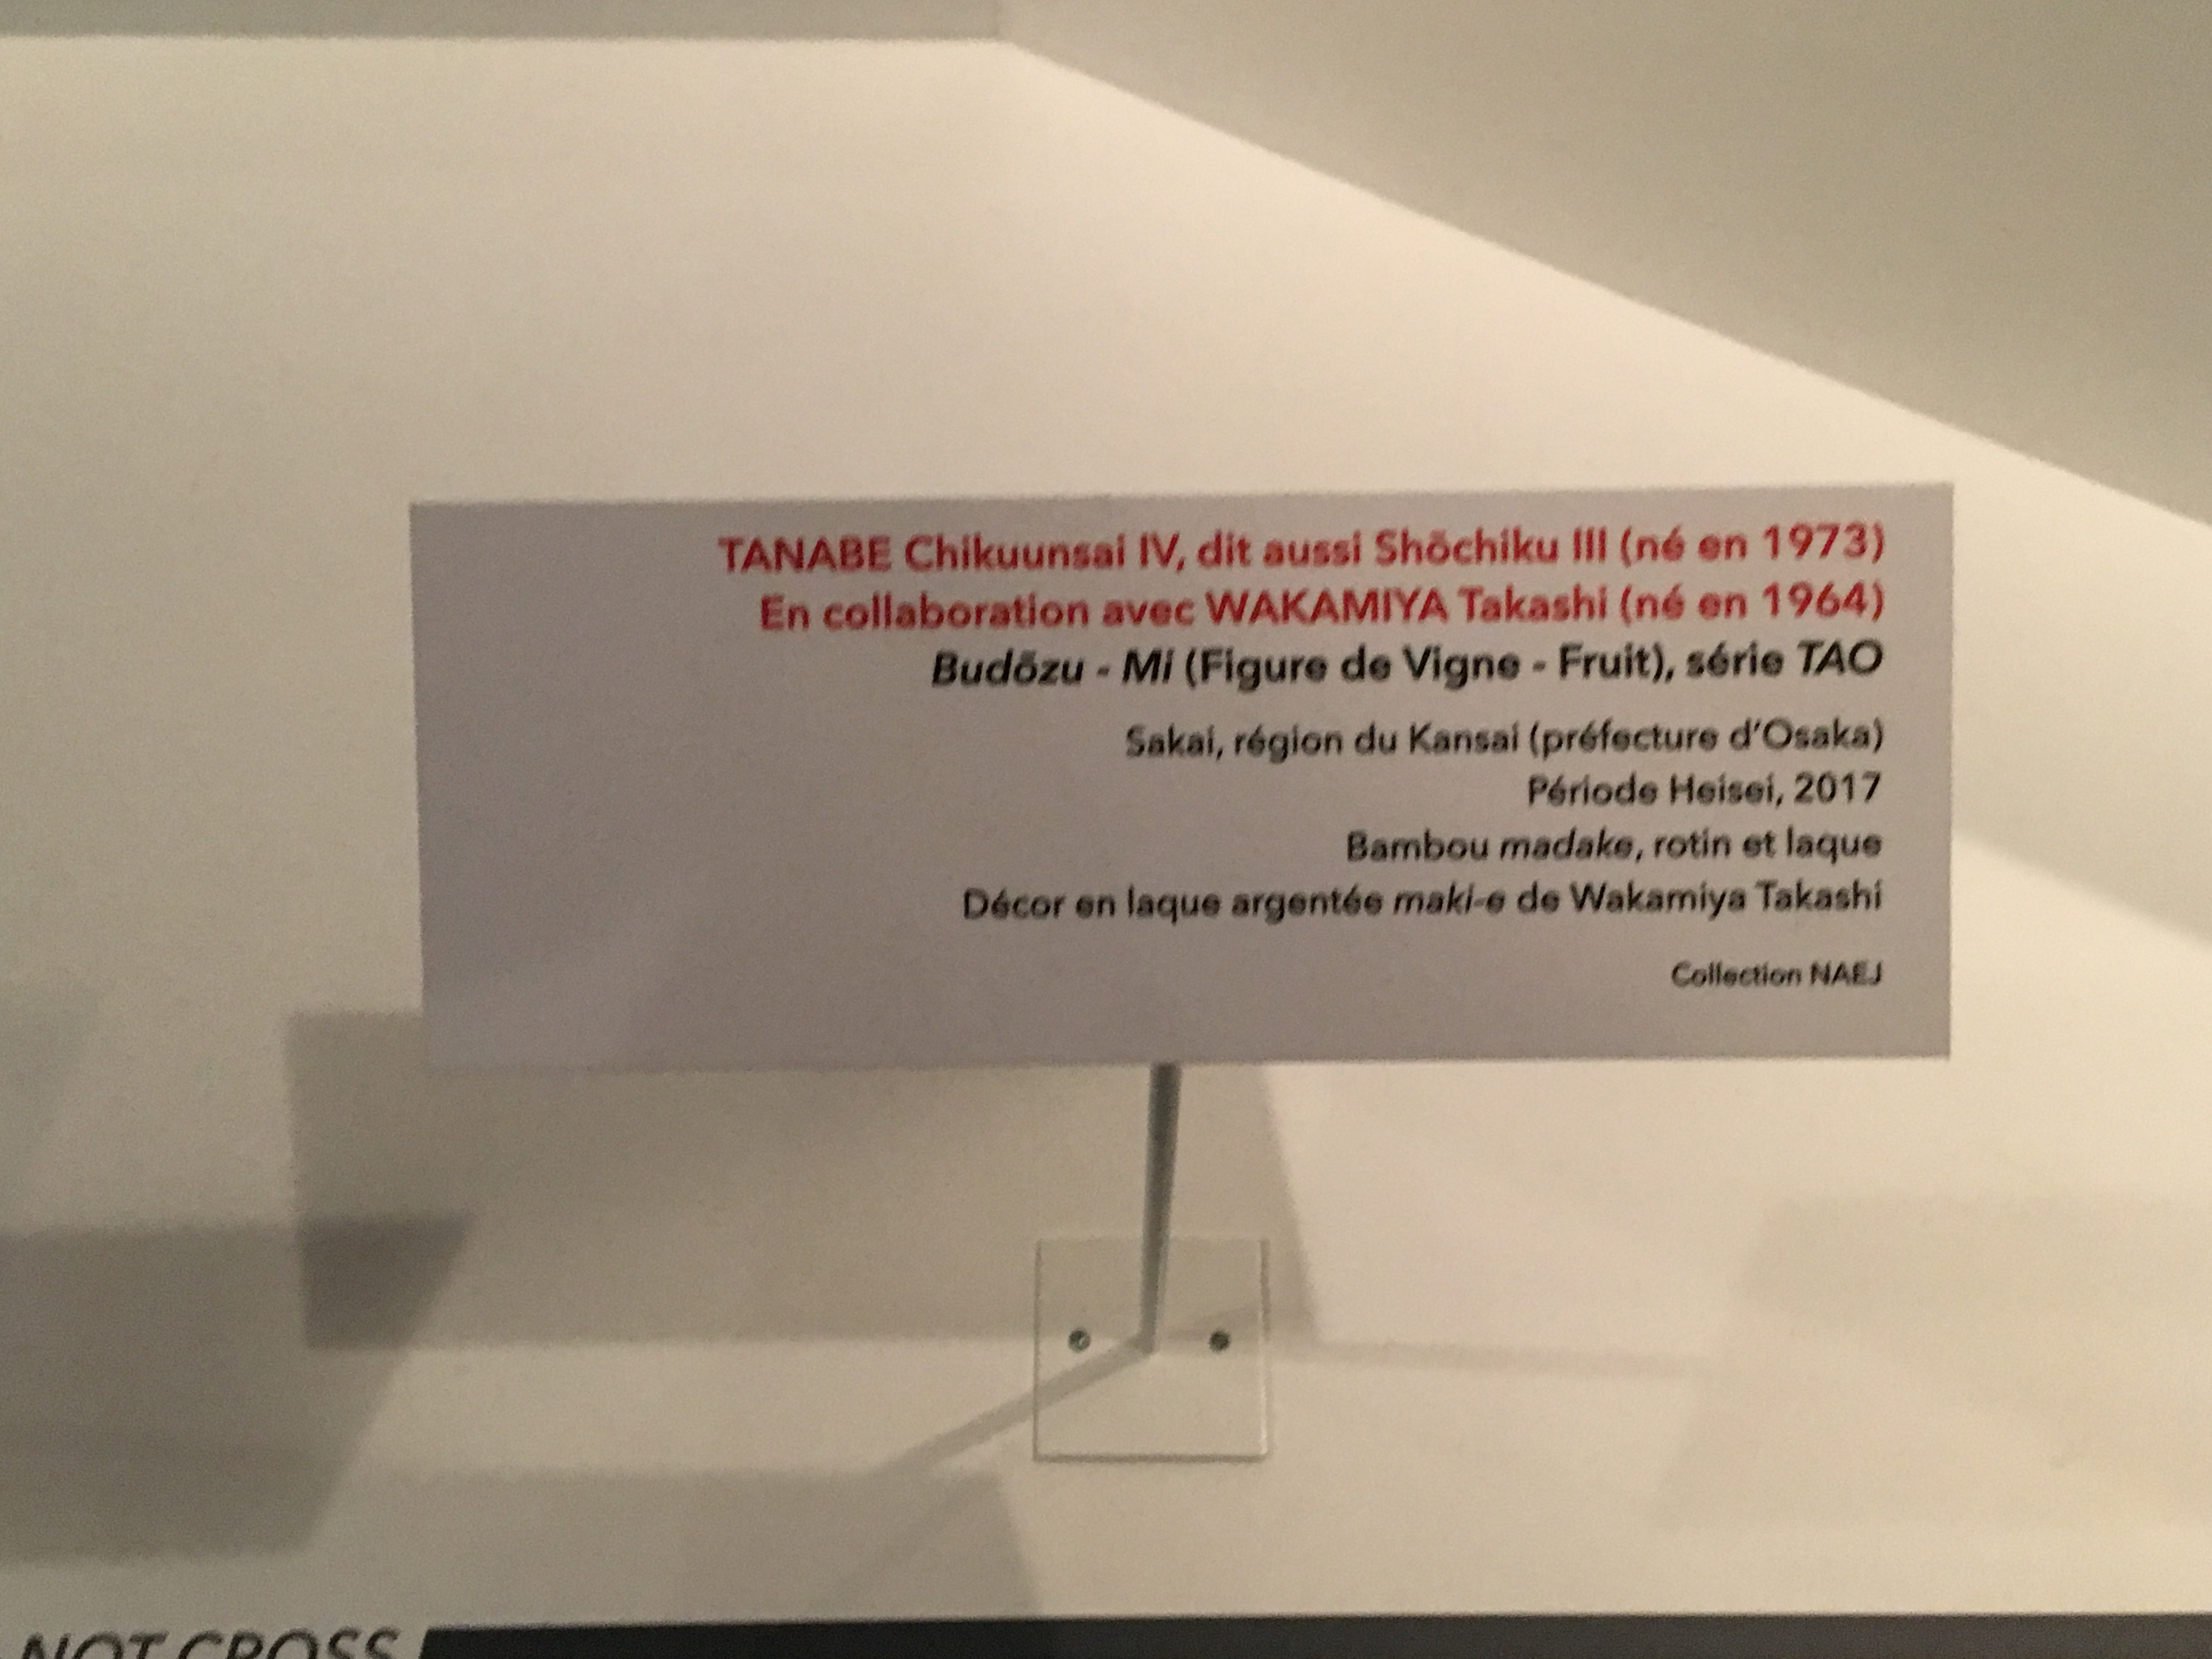 TANABE Chikuunsai IV, dit aussi Shōchiku III (né en 1973)
En collaboration avec WAKAMIYA Takashi (né en 1964)
Budōzu - Mi (Figure de Vigne - Fruit), série TAO
Sakai, région du Kansai (préfecture d'Osaka)
Période Heisei, 2017
Bambou madake, rotin et laque
Décor en laque argentée maki-e de Wakamiya Takashi
Collection NAEJ
NOT CROSS